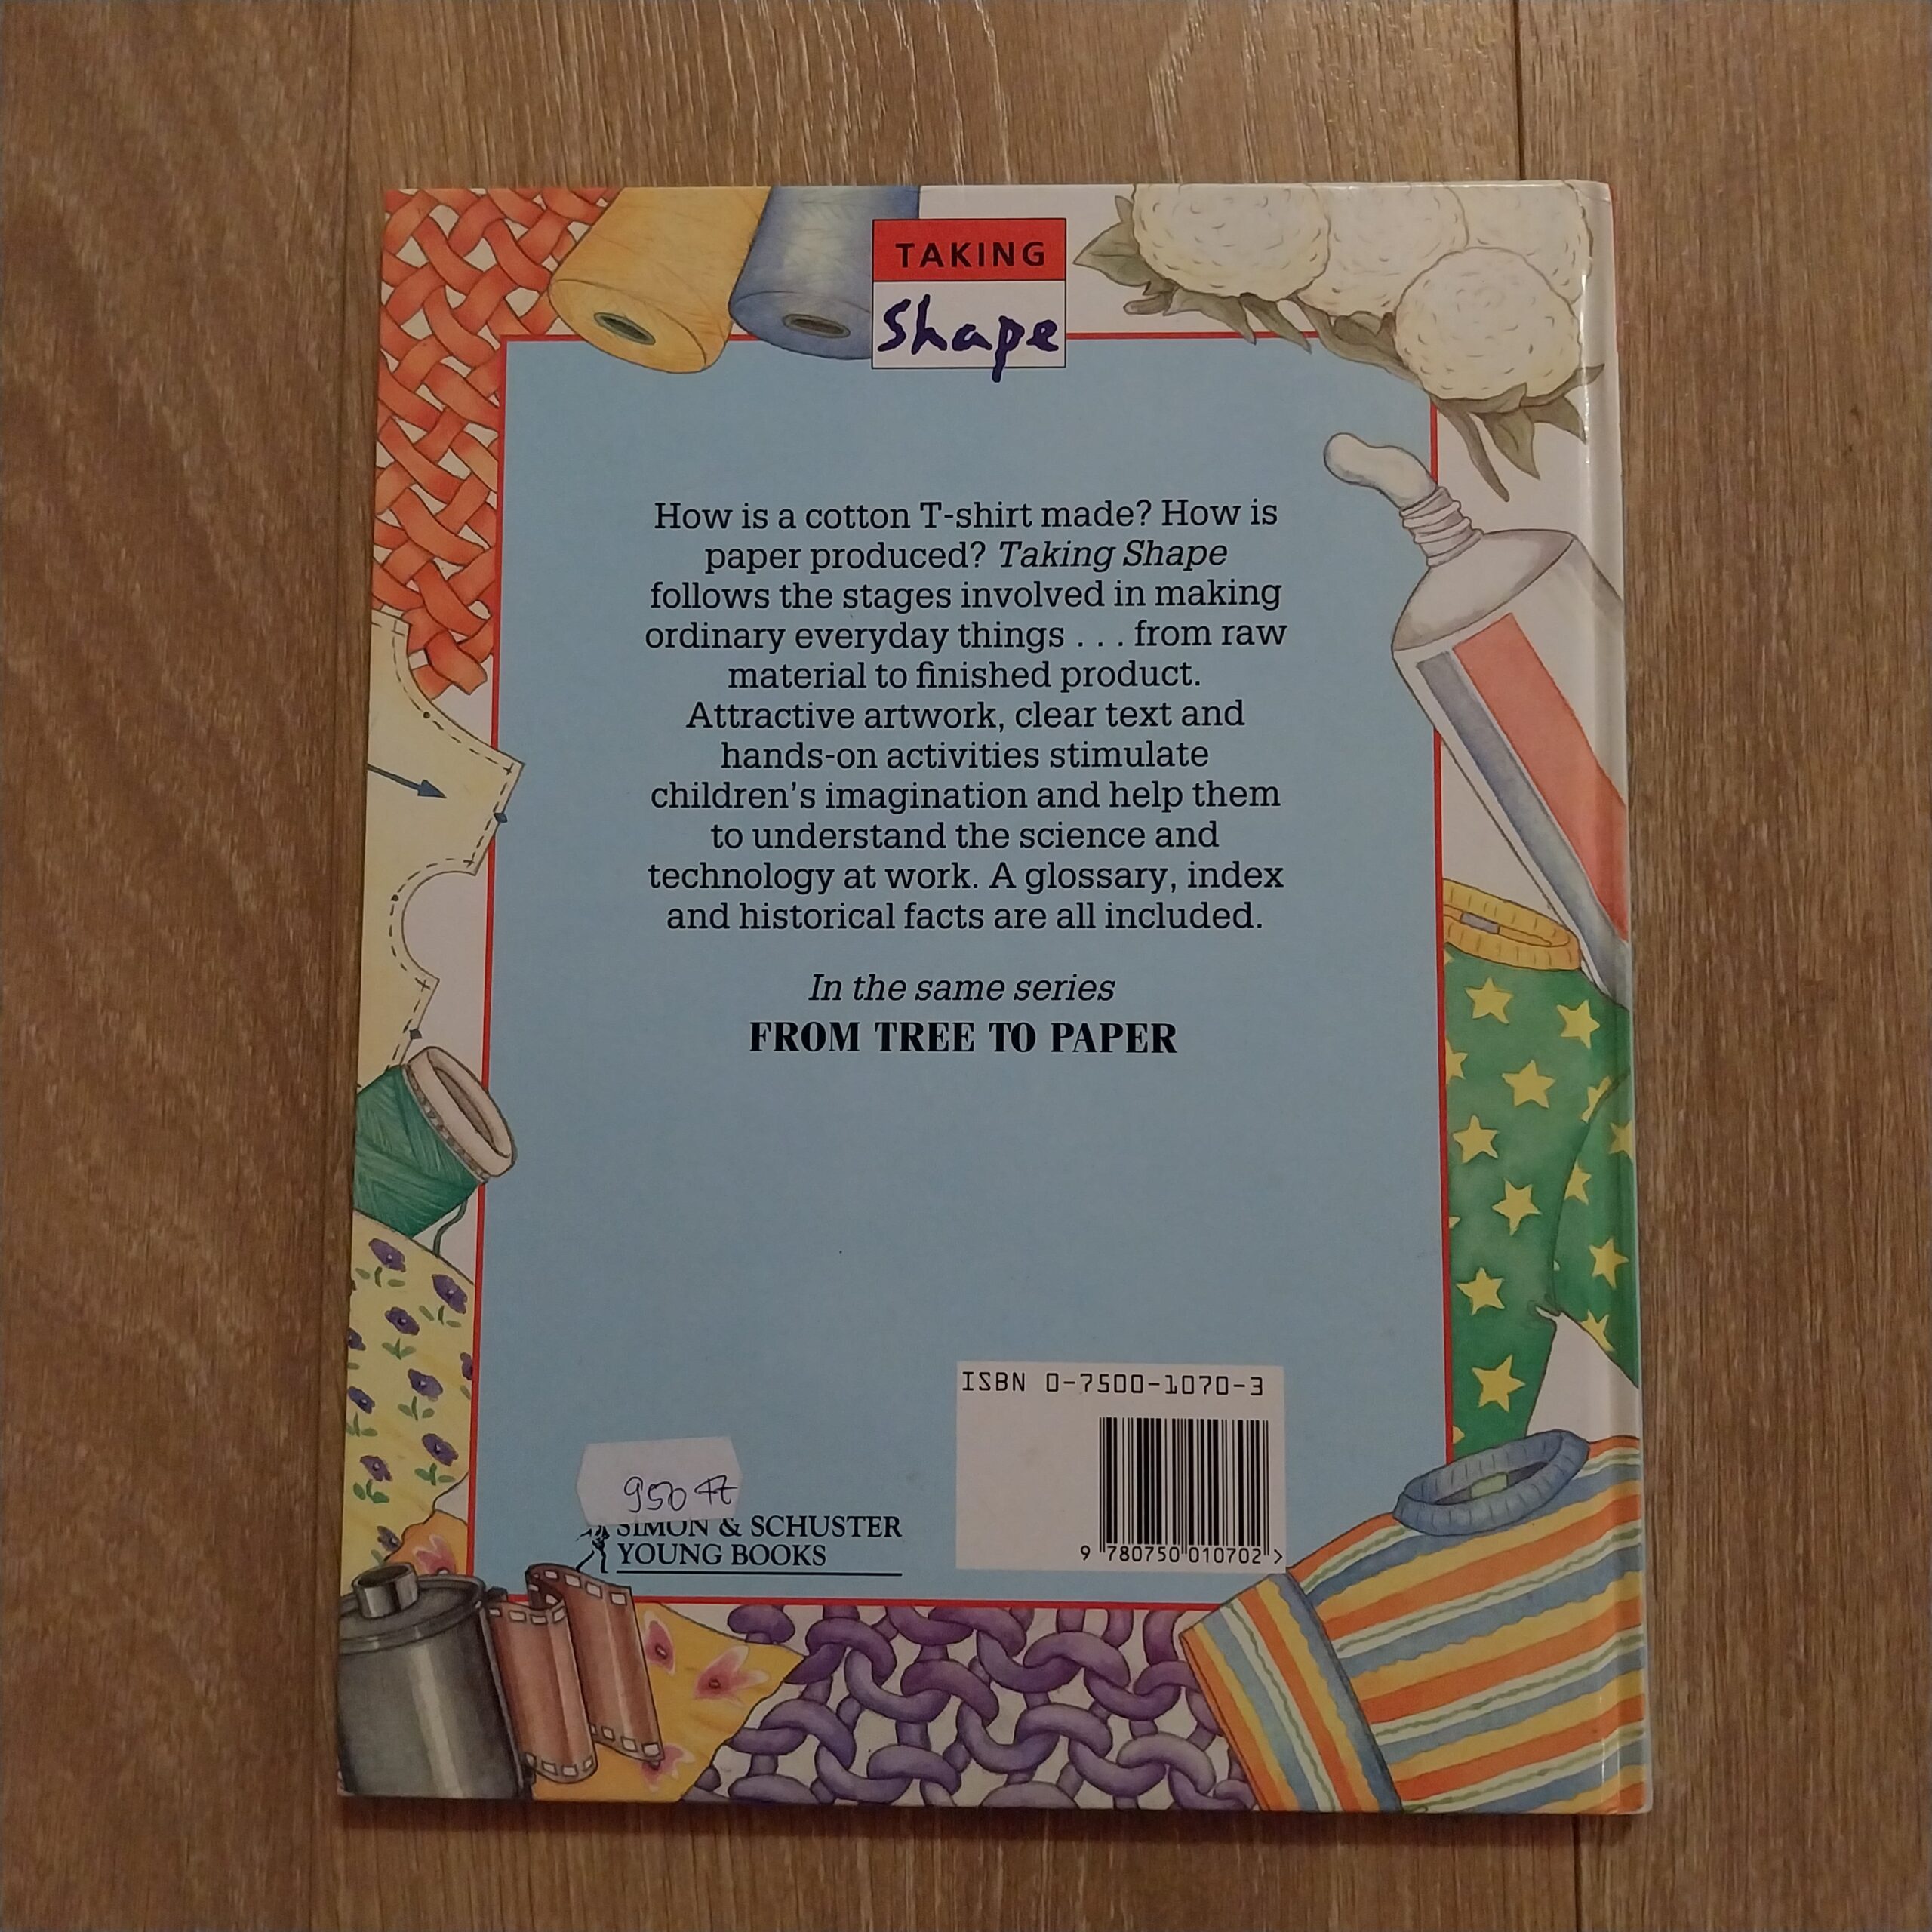 TAKING
Shape
How is a cotton T-shirt made? How is
paper produced? Taking Shape
follows the stages involved in making
ordinary everyday things . . . from raw
material to finished product.
Attractive artwork, clear text and
hands-on activities stimulate
children's imagination and help them
to understand the science and
technology at work. A glossary, index
and historical facts are all included.
In the same series
FROM TREE TO PAPER
ISBN 0-7500-1070-3
9 780750 010702 >
950 Ft
SIMON & SCHUSTER
YOUNG BOOKS